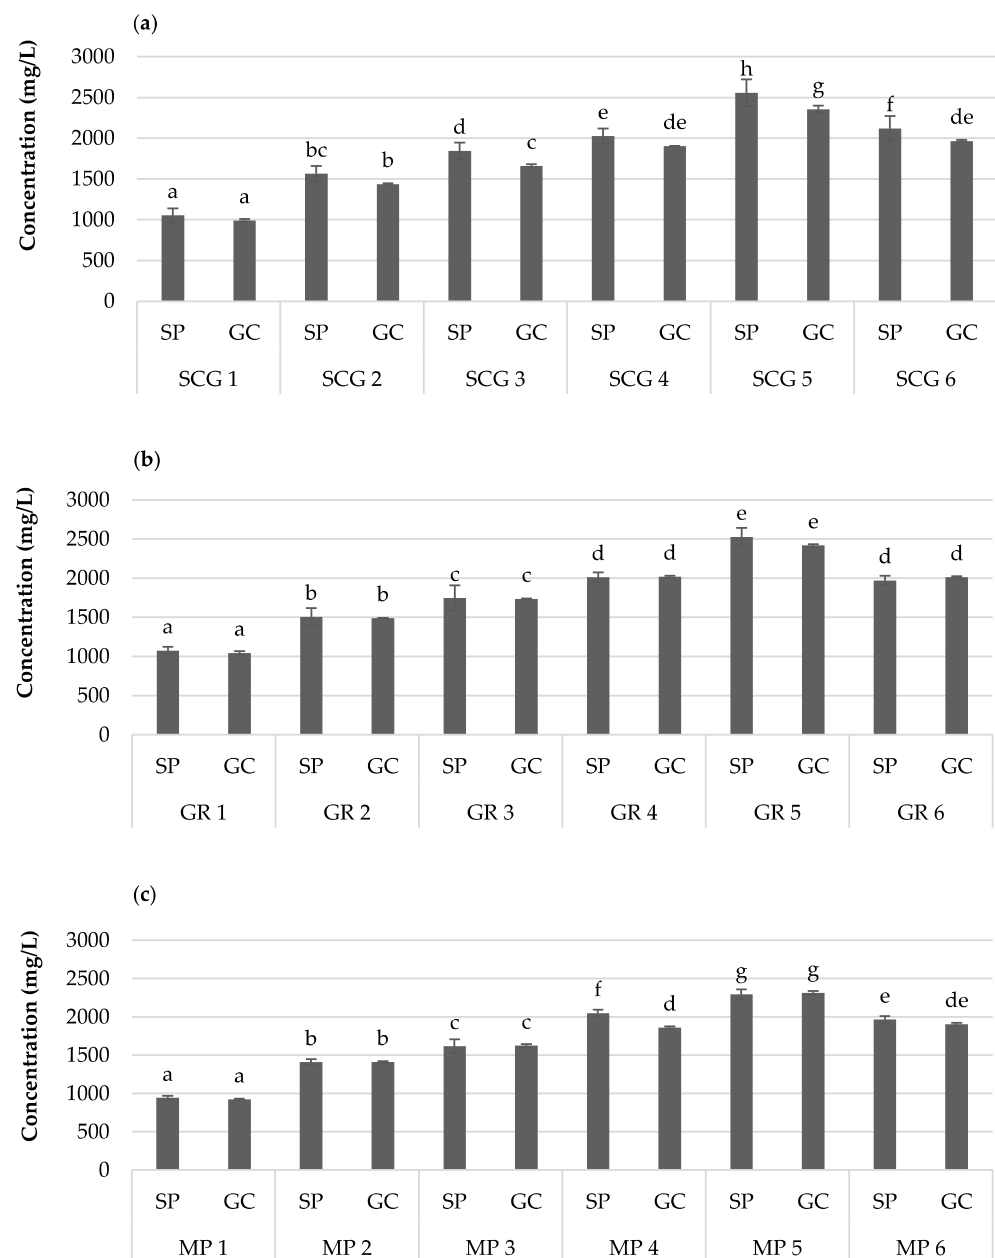 (a)
Concentration (mg/L)
3000
2500
2000
1500
1000
500
0
a a bc b d c e de h g f de
SP GC SP GC SP GC SP GC SP GC SP GC
SCG 1 SCG 2 SCG 3 SCG 4 SCG 5 SCG 6
(b)
Concentration (mg/L)
3000
2500
2000
1500
1000
500
0
a a b b c c d d e e d d
SP GC SP GC SP GC SP GC SP GC SP GC
GR 1 GR 2 GR 3 GR 4 GR 5 GR 6
(c)
Concentration (mg/L)
3000
2500
2000
1500
1000
500
0
a a b b c c f d g g e de
SP GC SP GC SP GC SP GC SP GC SP GC
MP 1 MP 2 MP 3 MP 4 MP 5 MP 6